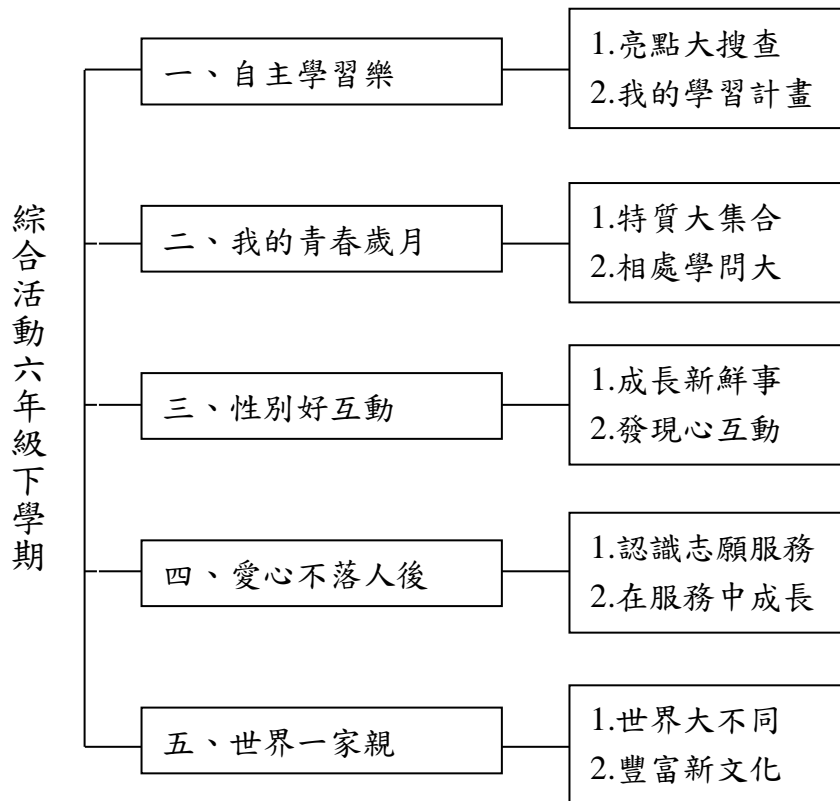 綜合活動六年級下學期
一、自主學習樂
1.亮點大搜查
2.我的學習計畫
二、我的青春歲月
1.特質大集合
2.相處學問大
三、性別好互動
1.成長新鮮事
2.發現心互動
四、愛心不落人後
1.認識志願服務
2.在服務中成長
五、世界一家親
1.世界大不同
2.豐富新文化